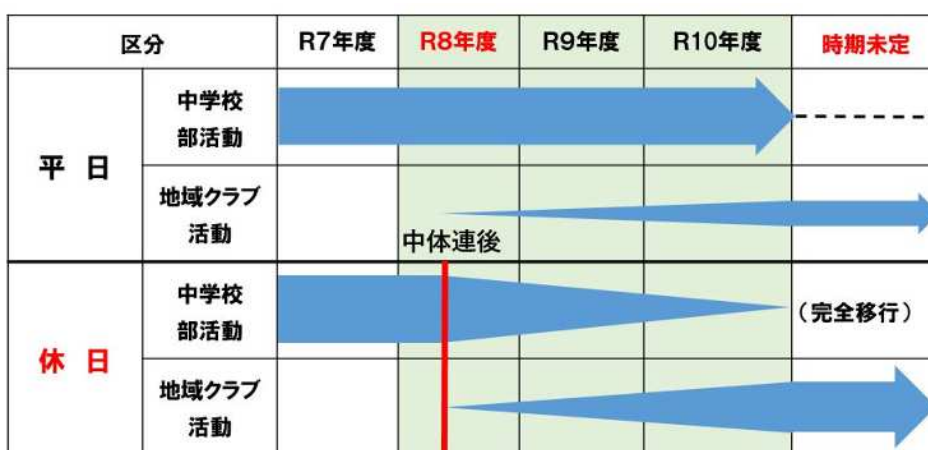 区分 R7年度 R8年度 R9年度 R10年度 時期未定
平 日
中学校
部活動
地域クラブ
活動
中体連後
休 日
中学校
部活動
(完全移行)
地域クラブ
活動